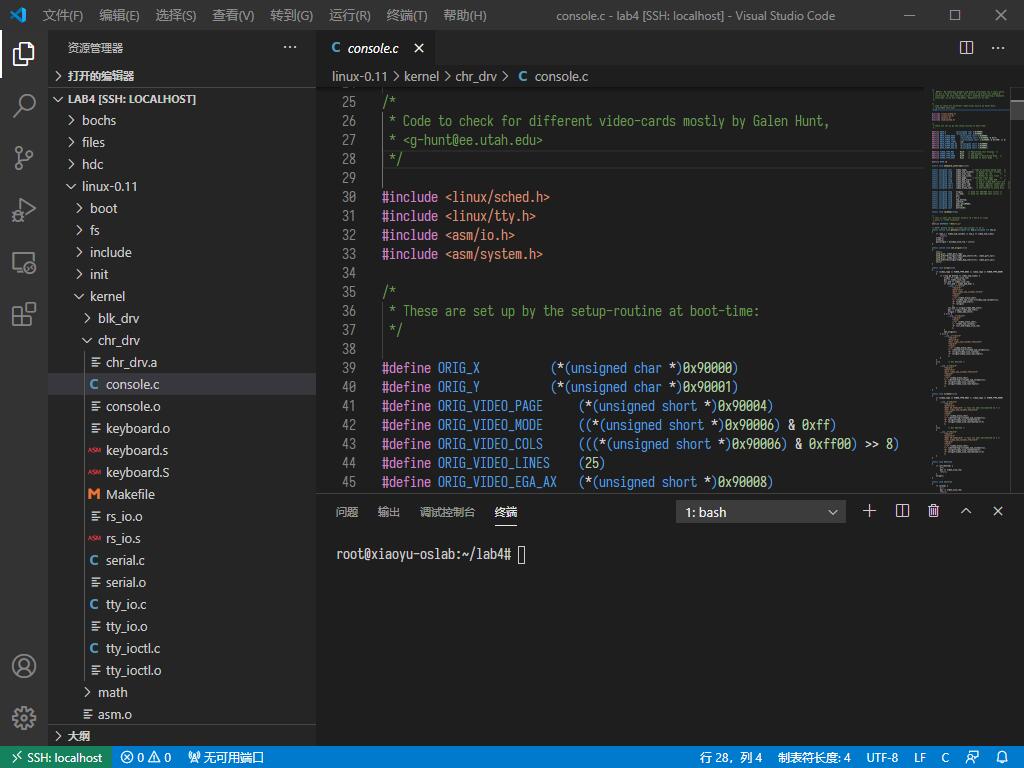 文件(F) 编辑(E) 选择(S) 查看(V) 转到(G) 运行(R) 终端(T) 帮助(H) console.c - lab4 [SSH: localhost] - Visual Studio Code
资源管理器
打开的编辑器
LAB4 [SSH: LOCALHOST]
bochs
files
hdc
linux-0.11
boot
fs
include
init
kernel
blk_drv
chr_drv
chr_drv.a
C console.c
console.o
keyboard.o
ASM keyboard.s
ASM keyboard.S
M Makefile
rs_io.o
ASM rs_io.s
C serial.c
serial.o
C tty_io.c
tty_io.o
C tty_ioctl.c
tty_ioctl.o
math
asm.o
大纲
C console.c
linux-0.11 > kernel > chr_drv > C console.c
25 /*
26 * Code to check for different video-cards mostly by Galen Hunt,
27 * <g-hunt@ee.utah.edu>
28 */
29
30 #include <linux/sched.h>
31 #include <linux/tty.h>
32 #include <asm/io.h>
33 #include <asm/system.h>
34
35 /*
36 * These are set up by the setup-routine at boot-time:
37 */
38
39 #define ORIG_X (*(unsigned char *)0x90000)
40 #define ORIG_Y (*(unsigned char *)0x90001)
41 #define ORIG_VIDEO_PAGE (*(unsigned short *)0x90004)
42 #define ORIG_VIDEO_MODE ((*(unsigned short *)0x90006) & 0xff)
43 #define ORIG_VIDEO_COLS (((*(unsigned short *)0x90006) & 0xff00) >> 8)
44 #define ORIG_VIDEO_LINES (25)
45 #define ORIG_VIDEO_EGA_AX (*(unsigned short *)0x90008)
问题 输出 调试控制台 终端 1: bash
root@xiaoyu-oslab:~/lab4#
SSH: localhost 0 0 无可用端口 行 28，列 4 制表符长度: 4 UTF-8 LF C